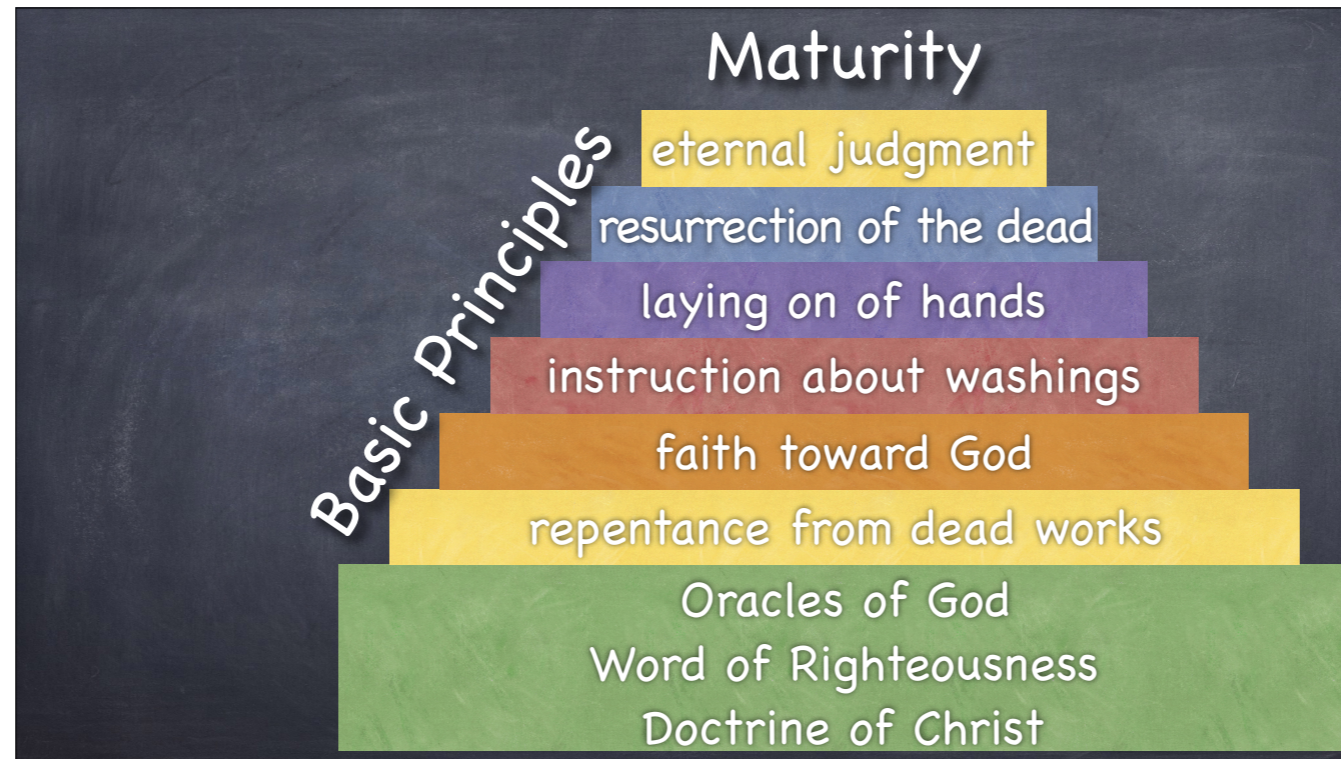 Maturity
Basic Principles
eternal judgment
resurrection of the dead
laying on of hands
instruction about washings
faith toward God
repentance from dead works
Oracles of God
Word of Righteousness
Doctrine of Christ